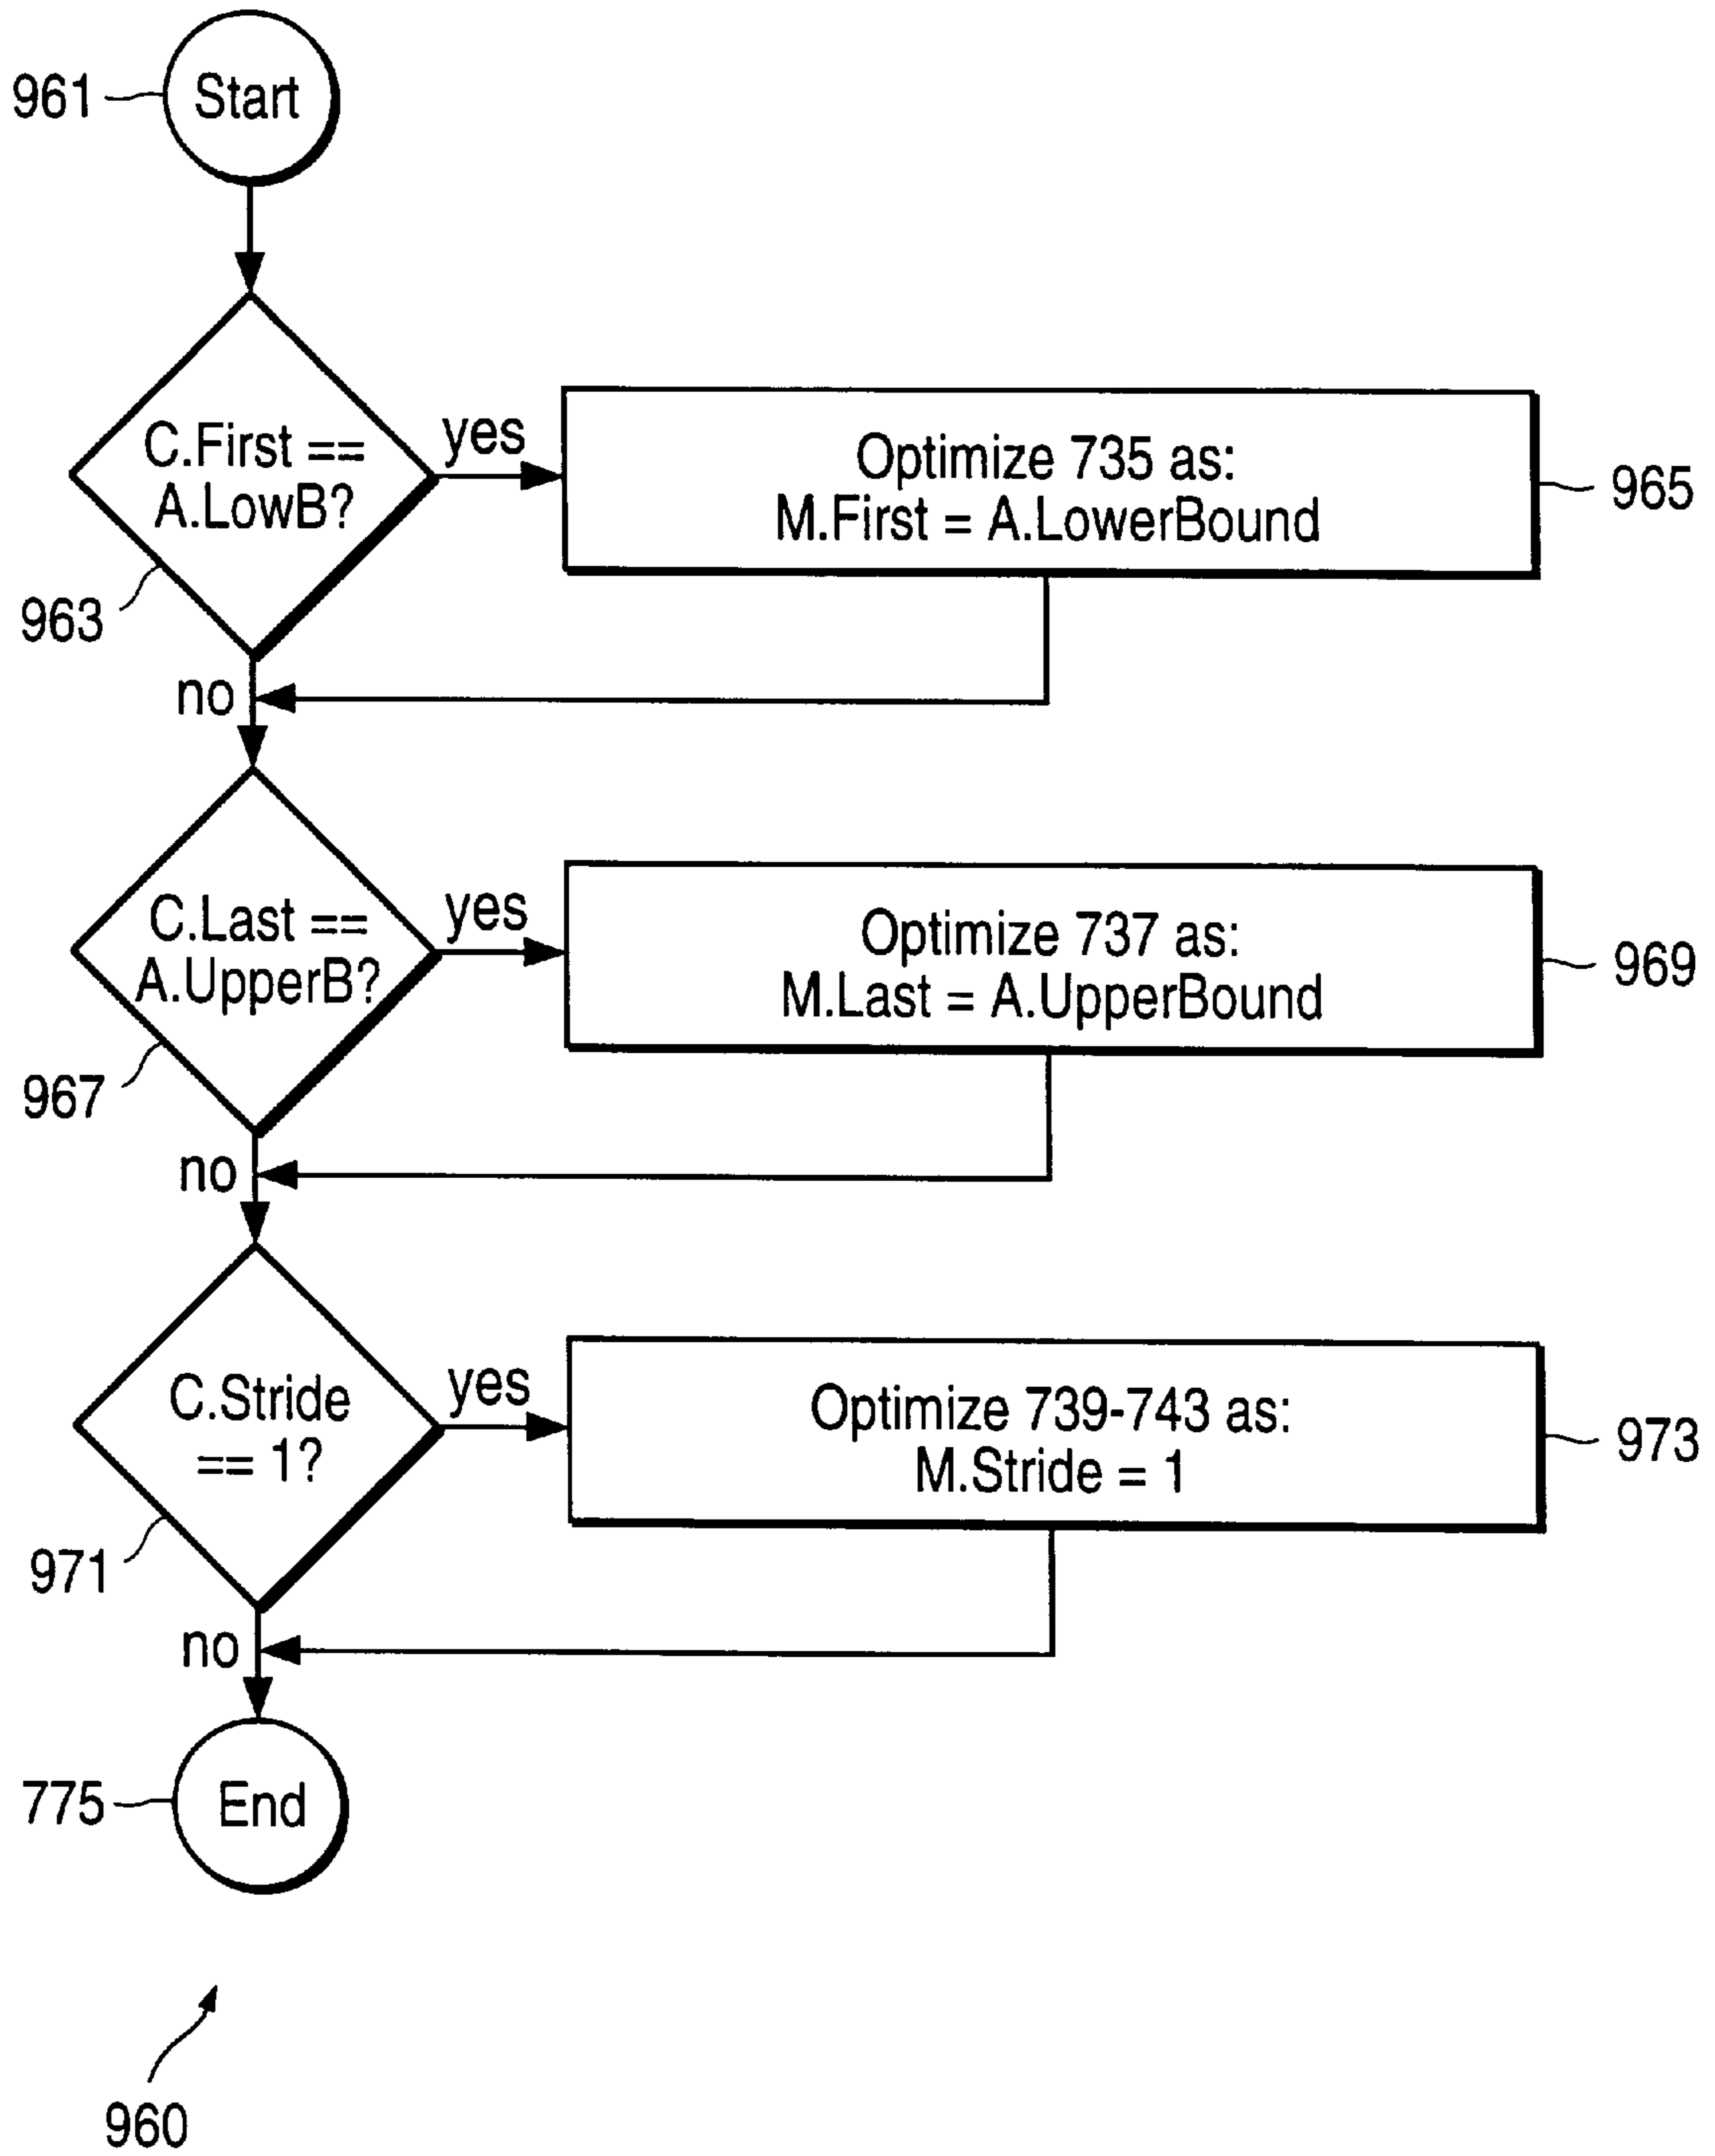 961
Start
C.First ==
A.LowB?
963
yes
Optimize 735 as:
M.First = A.LowerBound
965
no
C.Last ==
A.UpperB?
967
yes
Optimize 737 as:
M.Last = A.UpperBound
969
no
C.Stride
== 1?
971
yes
Optimize 739-743 as:
M.Stride = 1
973
no
775
End
960